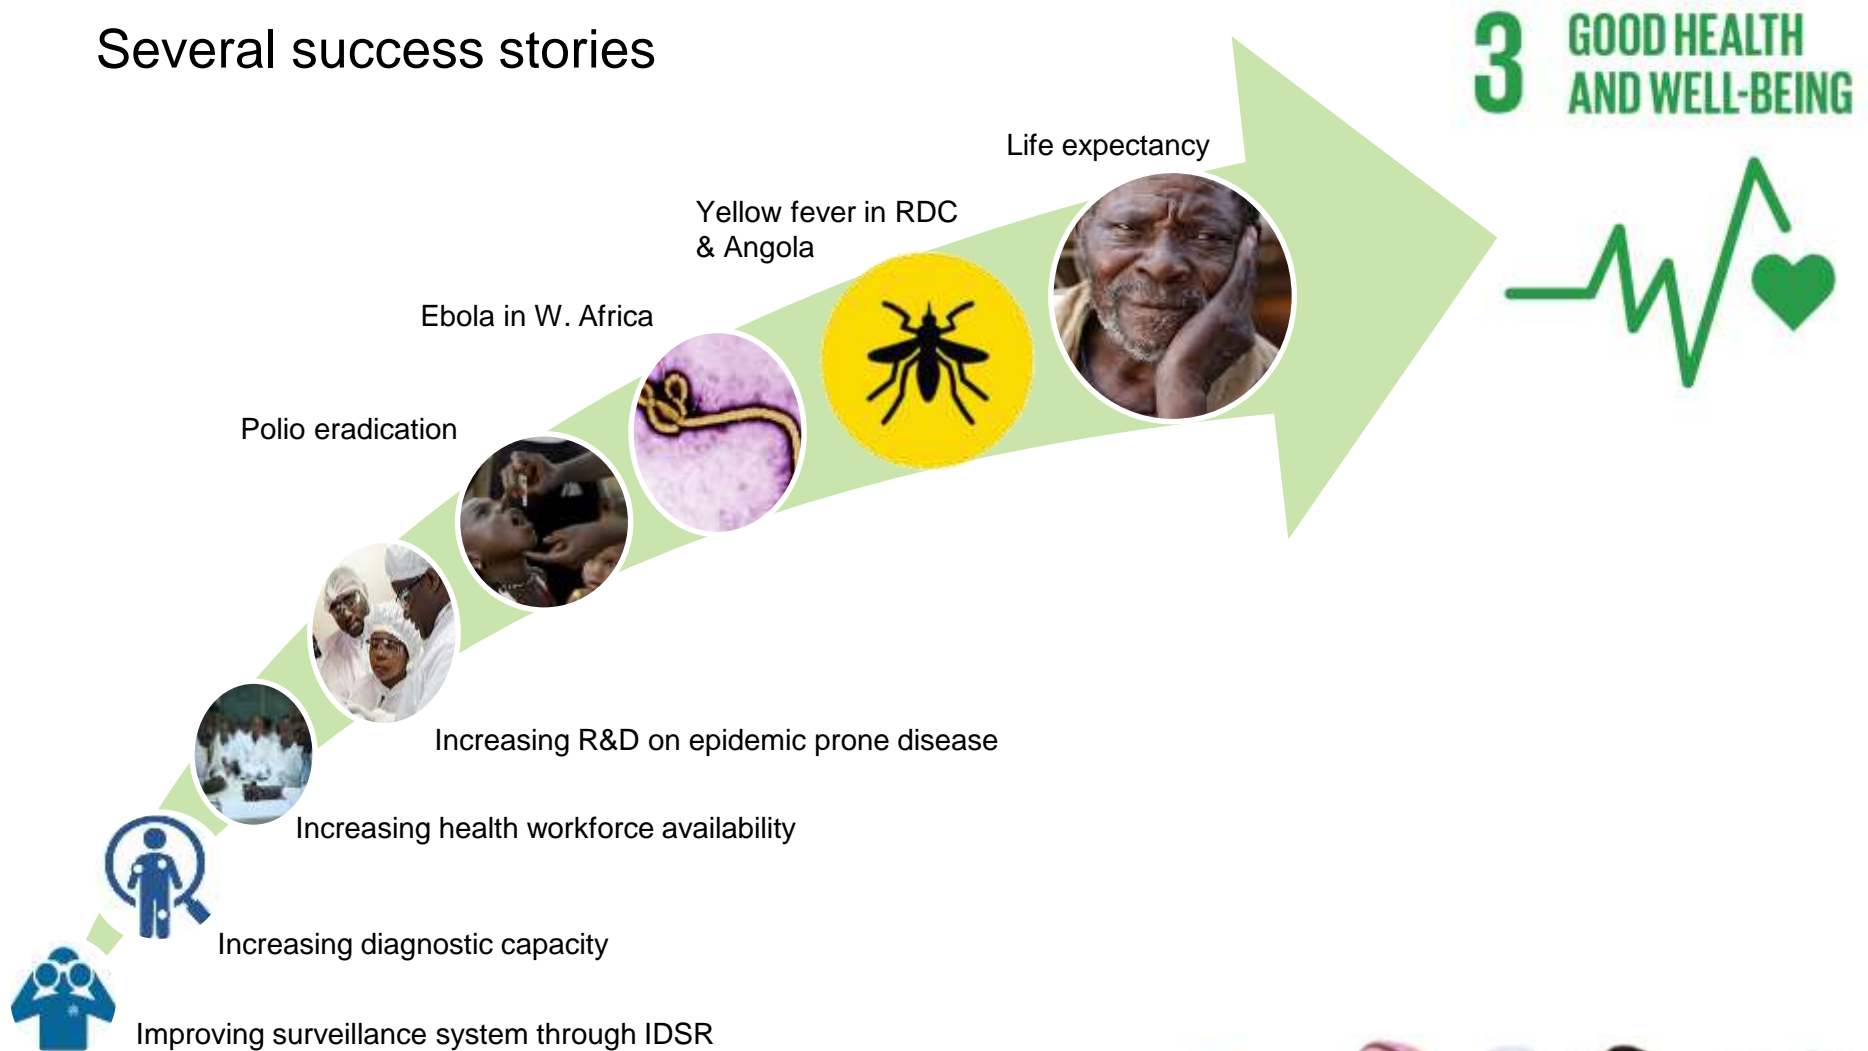 Several success stories
3 GOOD HEALTH
AND WELL-BEING
Life expectancy
Yellow fever in RDC
& Angola
Ebola in W. Africa
Polio eradication
Increasing R&D on epidemic prone disease
Increasing health workforce availability
Increasing diagnostic capacity
Improving surveillance system through IDSR